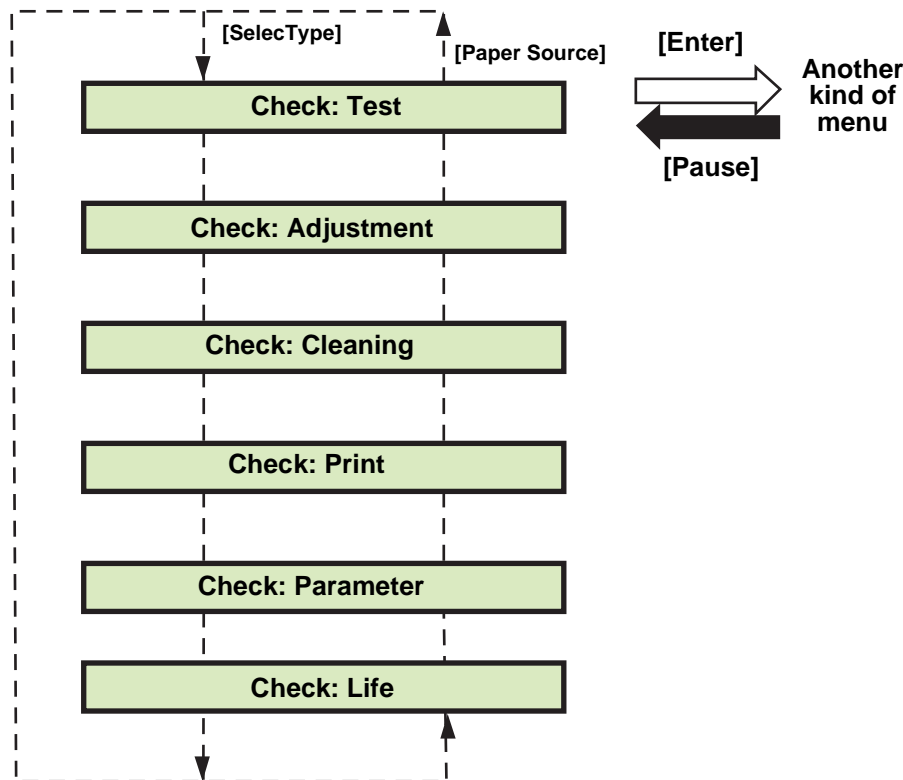 [SelecType]
[Paper Source]
[Enter]
Another
kind of
menu
[Pause]
Check: Test
Check: Adjustment
Check: Cleaning
Check: Print
Check: Parameter
Check: Life